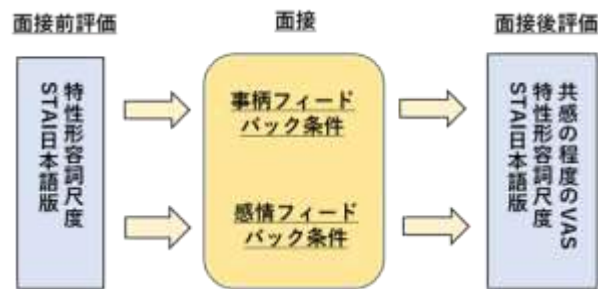 面接前評価
面接
面接後評価
特性形容詞尺度
STAI日本語版
事柄フィード
バック条件
感情フィード
バック条件
共感の程度のVAS
特性形容詞尺度
STAI日本語版